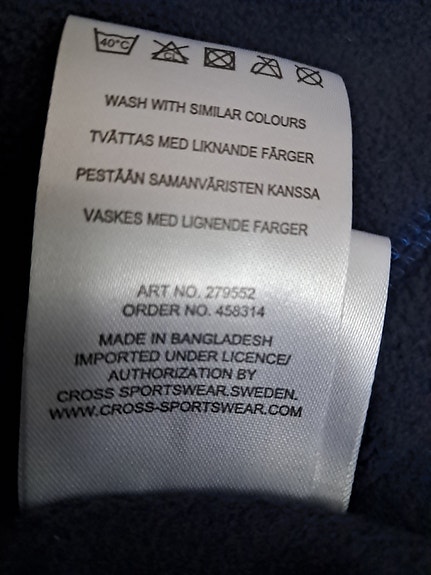 40°C CL
WASH WITH SIMILAR COLOURS
TVÄTTAS MED LIKNANDE FÄRGER
PESTÄÄN SAMANVÄRISTEN KANSSA
VASKES MED LIGNENDE FARGER
ART NO. 279552
ORDER NO. 458314
MADE IN BANGLADESH
IMPORTED UNDER LICENCE/
AUTHORIZATION BY
CROSS SPORTSWEAR.SWEDEN.
WWW.CROSS-SPORTSWEAR.COM